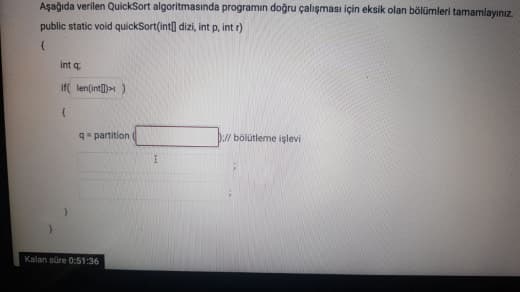 Aşağıda verilen QuickSort algoritmasında programın doğru çalışması için eksik olan bölümleri tamamlayınız.
public static void quickSort(int[] dizi, int p, int r)
{
int q;
if( len(int[])>1 )
{
q = partition ( );// bölütleme işlevi
;
;
}
}
Kalan süre 0:51:36